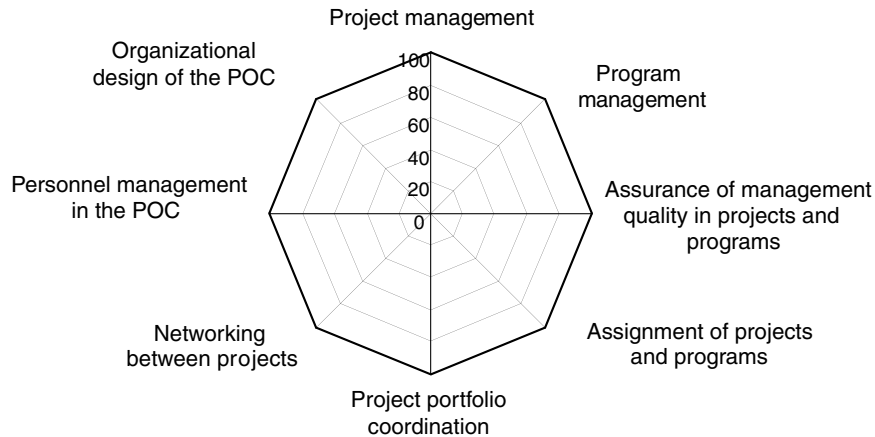 Project management
Organizational
design of the POC
Program
management
100
80
60
40
20
0
Personnel management
in the POC
Assurance of management
quality in projects and
programs
Networking
between projects
Assignment of projects
and programs
Project portfolio
coordination